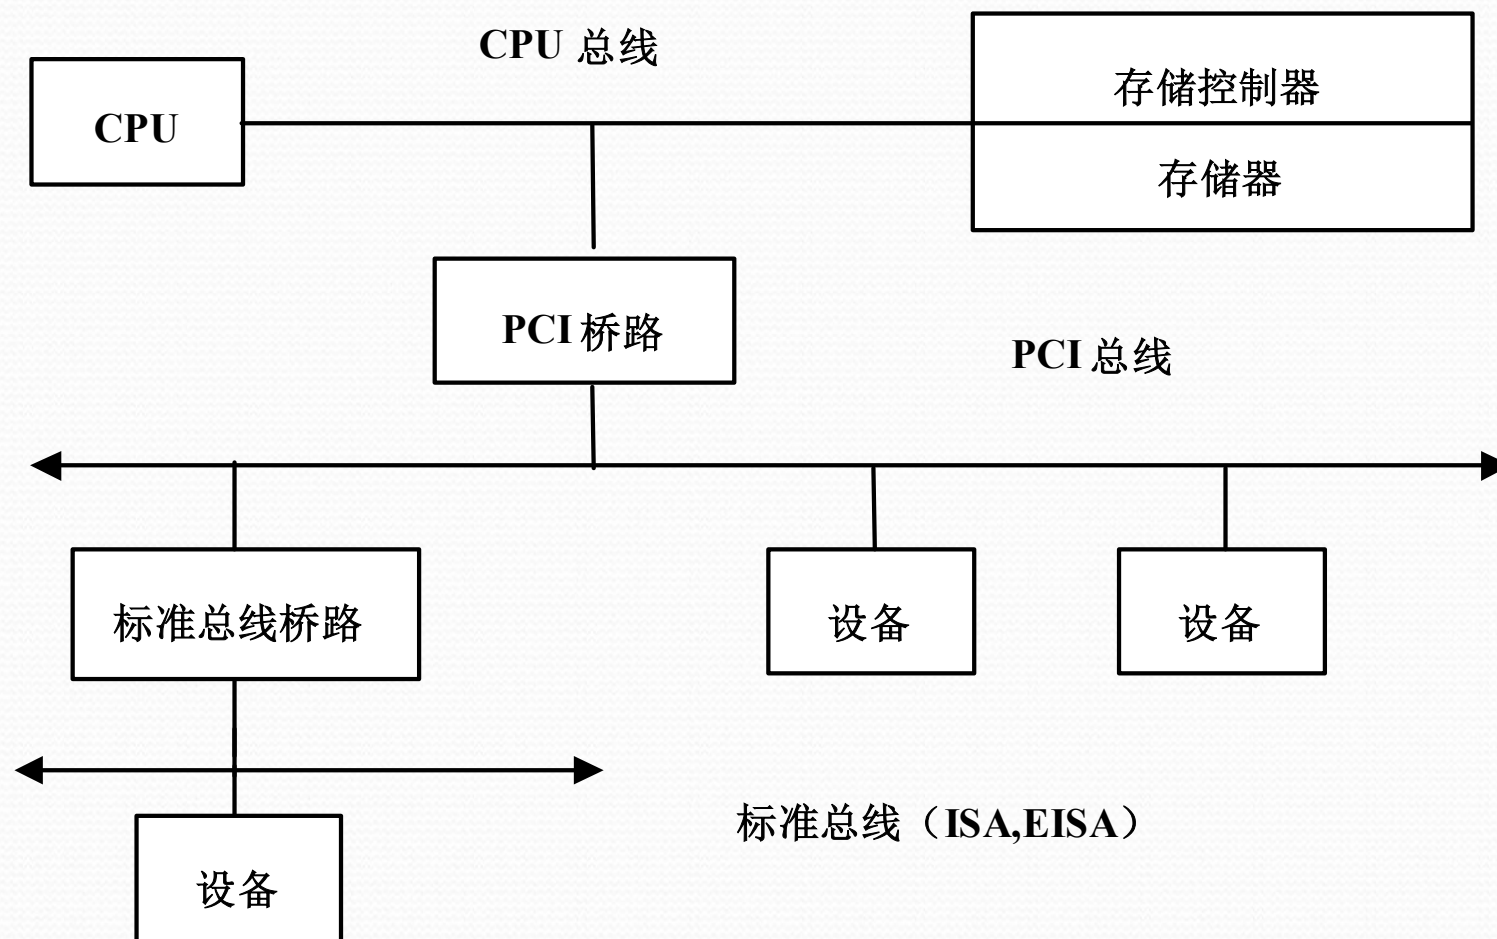 CPU 总线
存储控制器
CPU
存储器
PCI 桥路
PCI 总线
标准总线桥路
设备
设备
标准总线（ISA,EISA）
设备